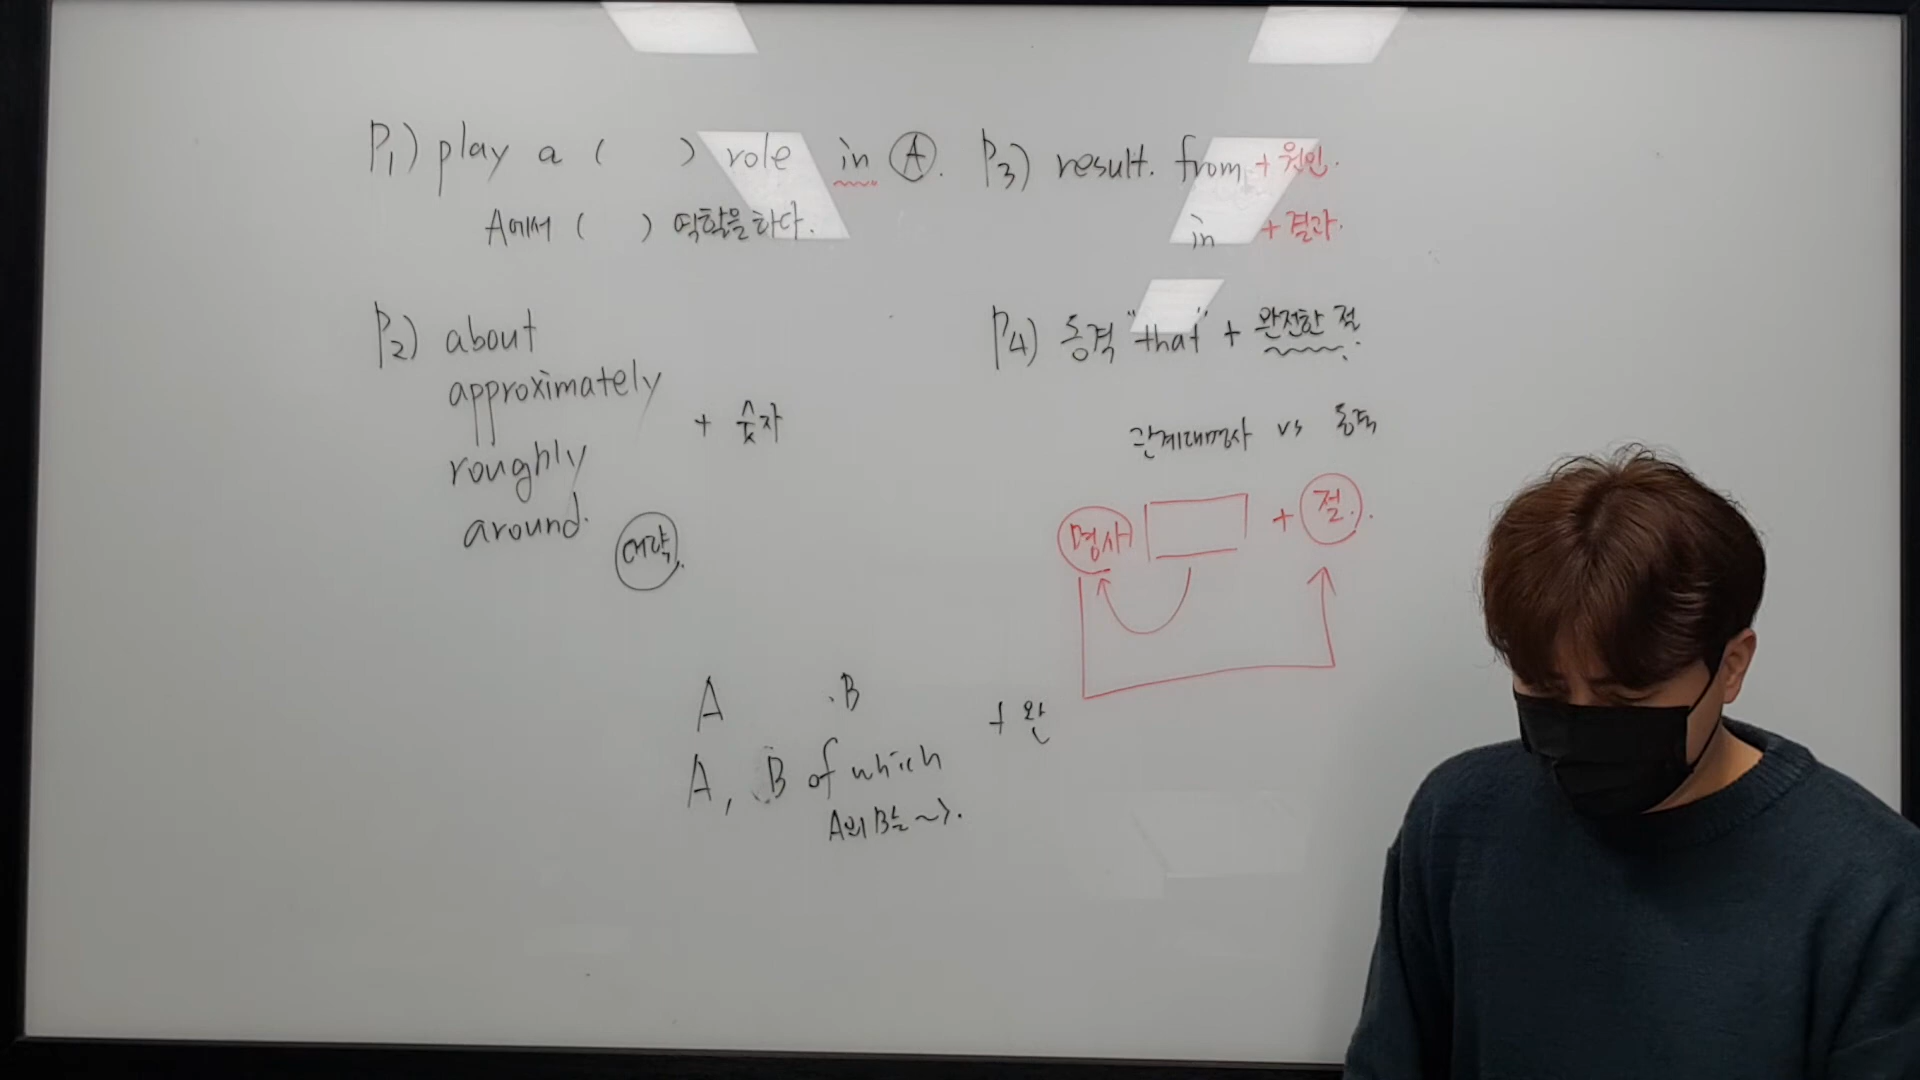 P1) play a (   ) role in A.
A에서 (   ) 역할을 하다.
P2) about
approximately
roughly
around.
+ 숫자
대략.
P3) result. from + 원인.
in + 결과.
P4) 동격 "that" + 완전한 절.
관계대명사 vs 동격
명사 + 절.
A B + 완
A, B of which
A의 B는 ~>.